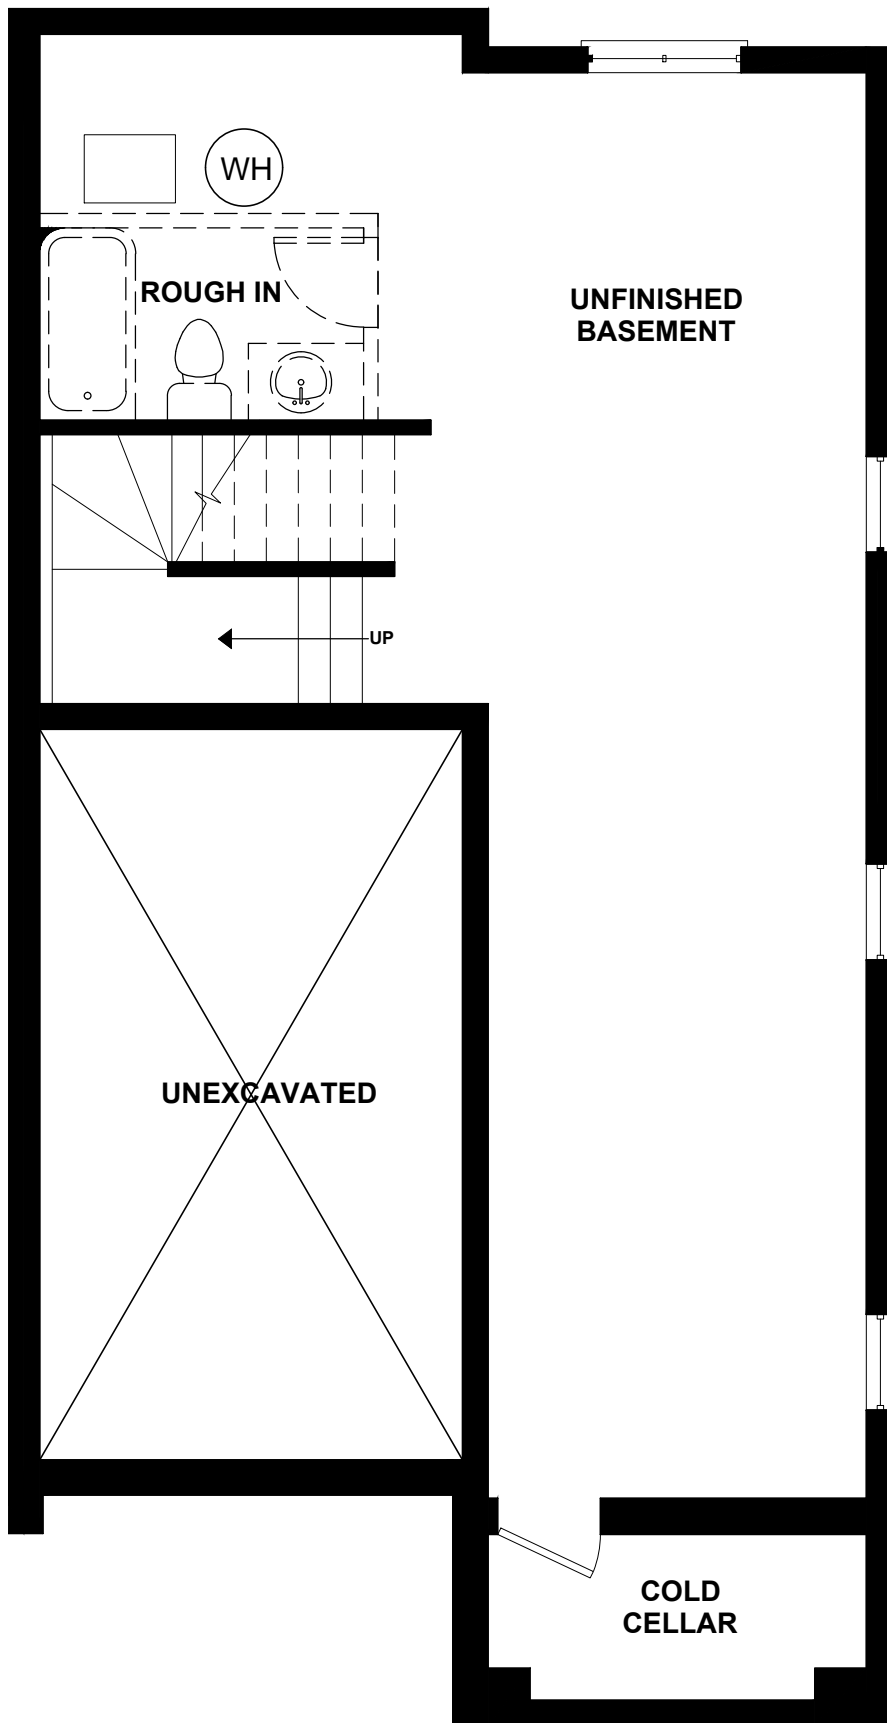 WH
ROUGH IN
UNFINISHED
BASEMENT
UP
UNEXCAVATED
COLD
CELLAR